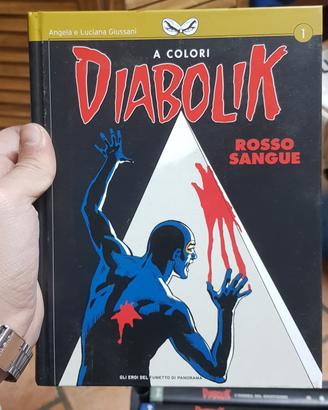 Angela e Luciana Giussani
1
A COLORI
DIABOLIK
ROSSO
SANGUE
GLI EROI DEL FUMETTO DI PANORAMA